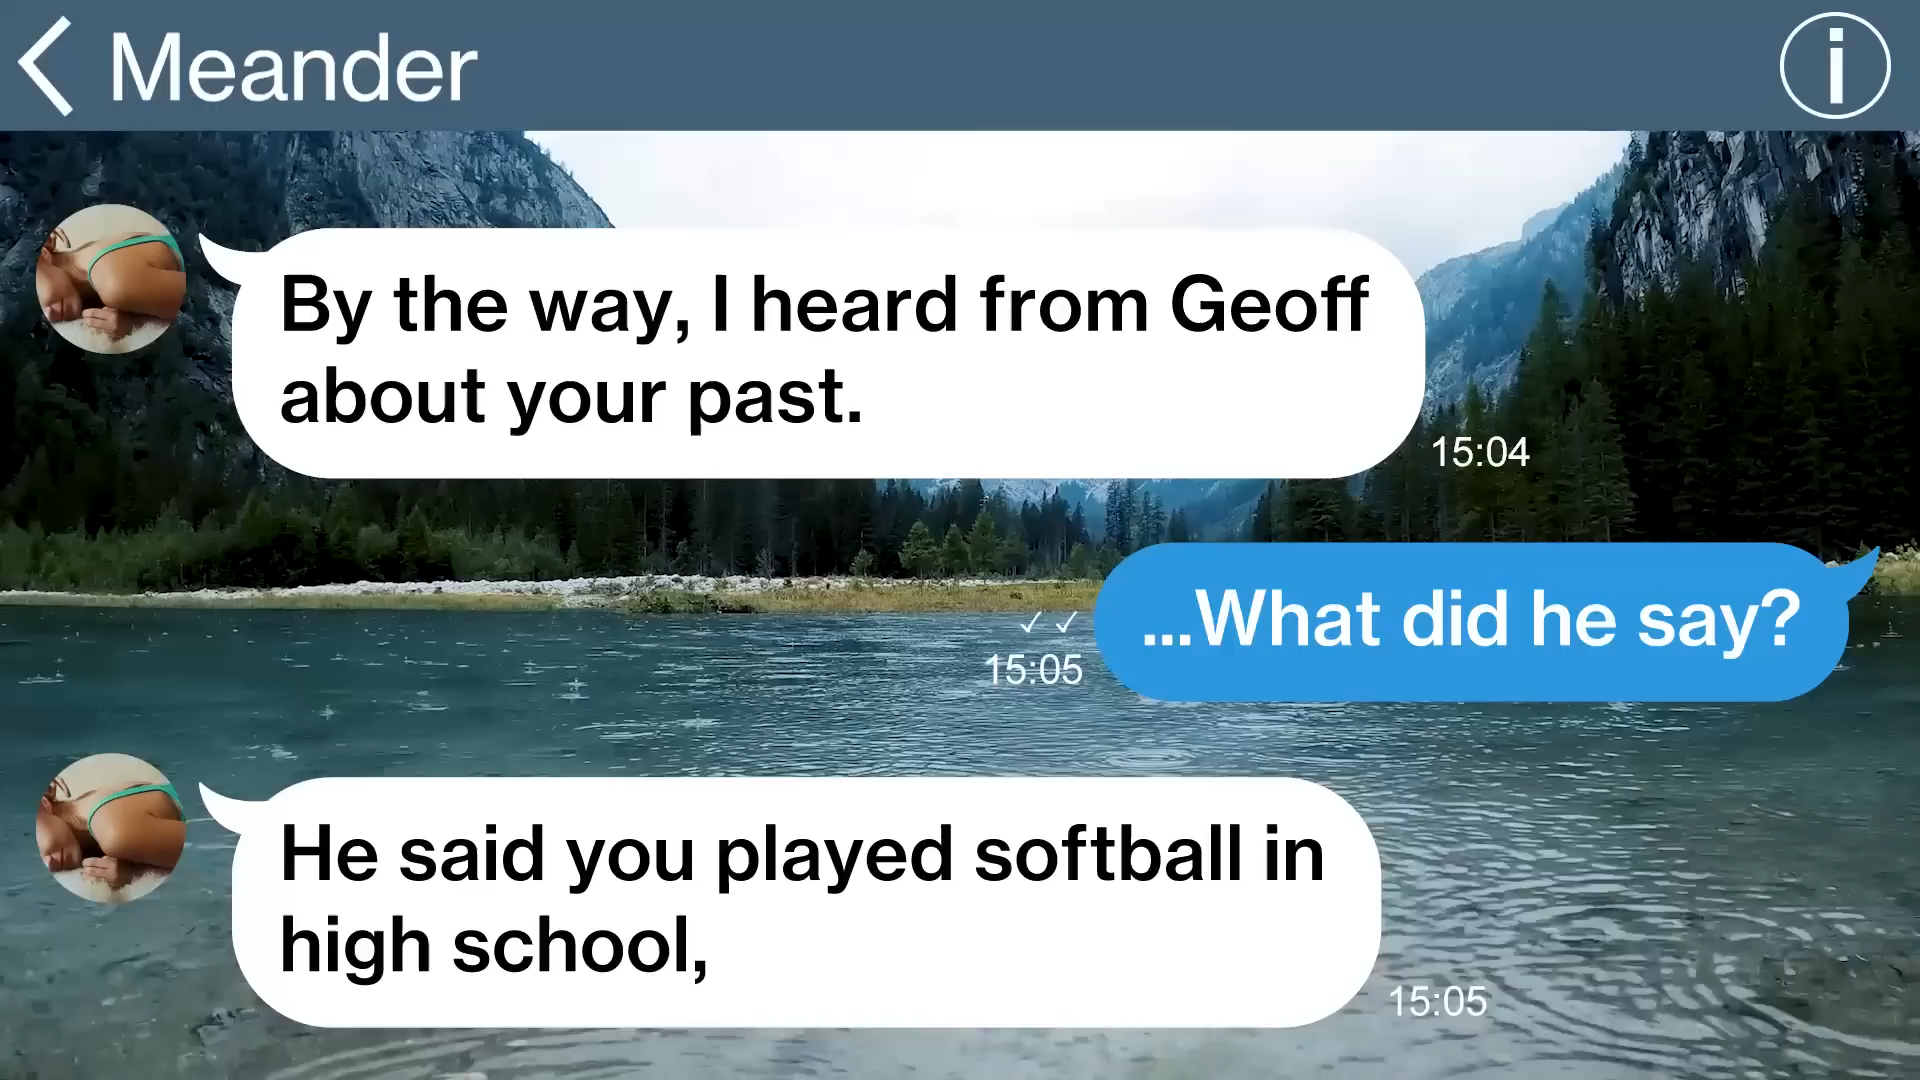 Meander
By the way, I heard from Geoff
about your past.
15:04
...What did he say?
15:05
He said you played softball in
high school,
15:05